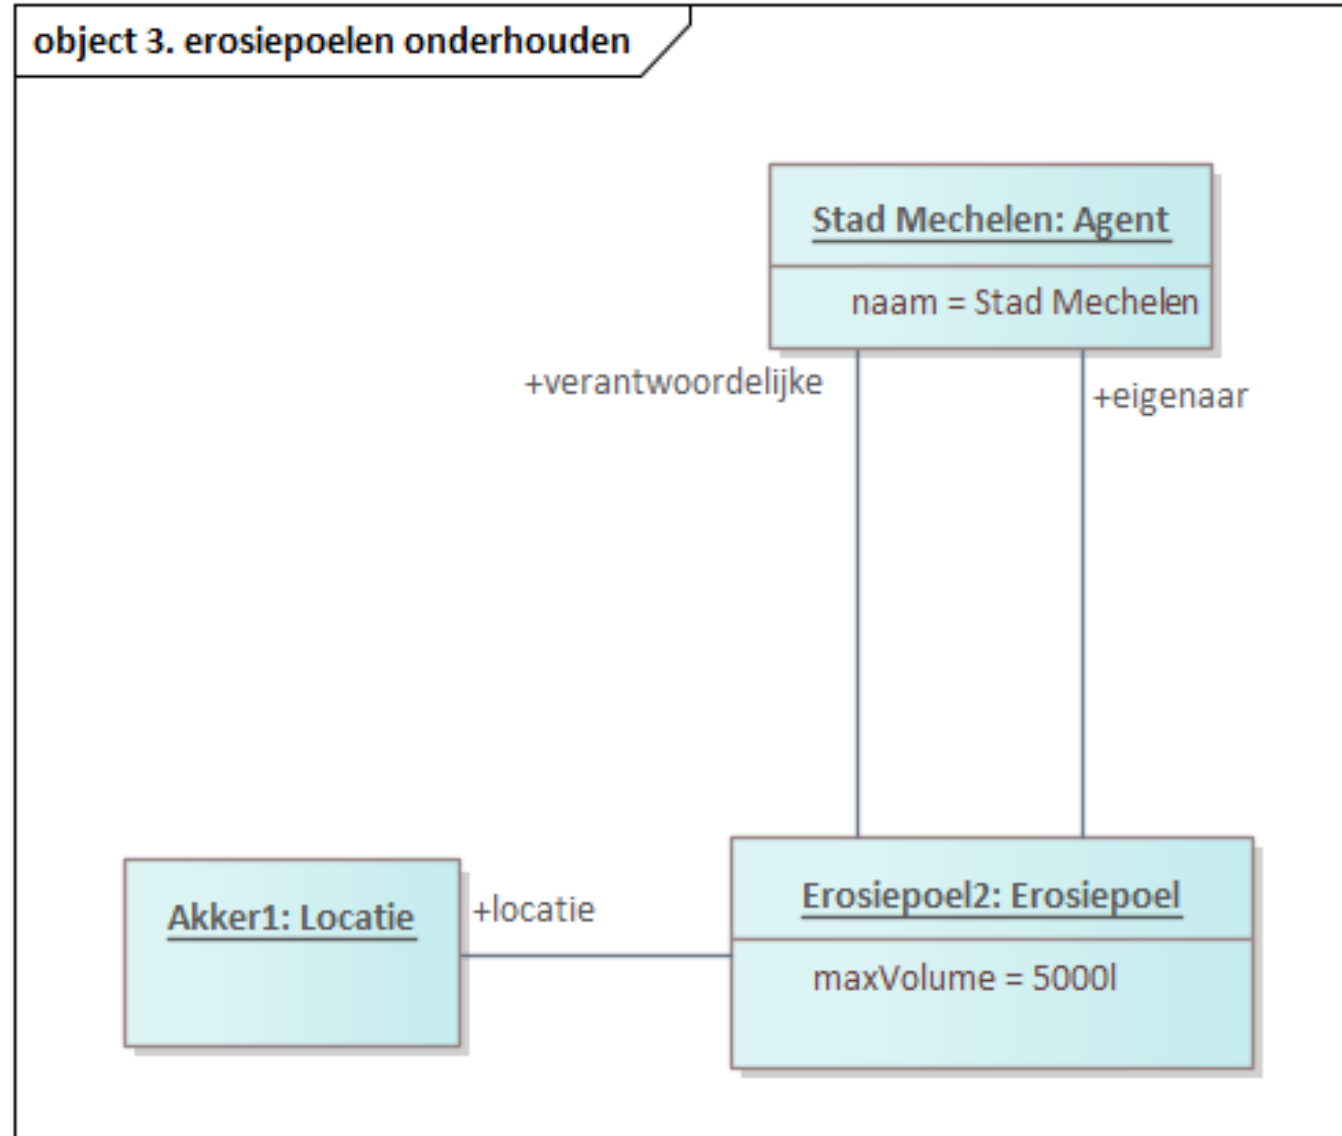 object 3. erosiepoelen onderhouden
Stad Mechelen: Agent
naam = Stad Mechelen
+verantwoordelijke
+eigenaar
Akker1: Locatie
+locatie
Erosiepoel2: Erosiepoel
maxVolume = 5000l